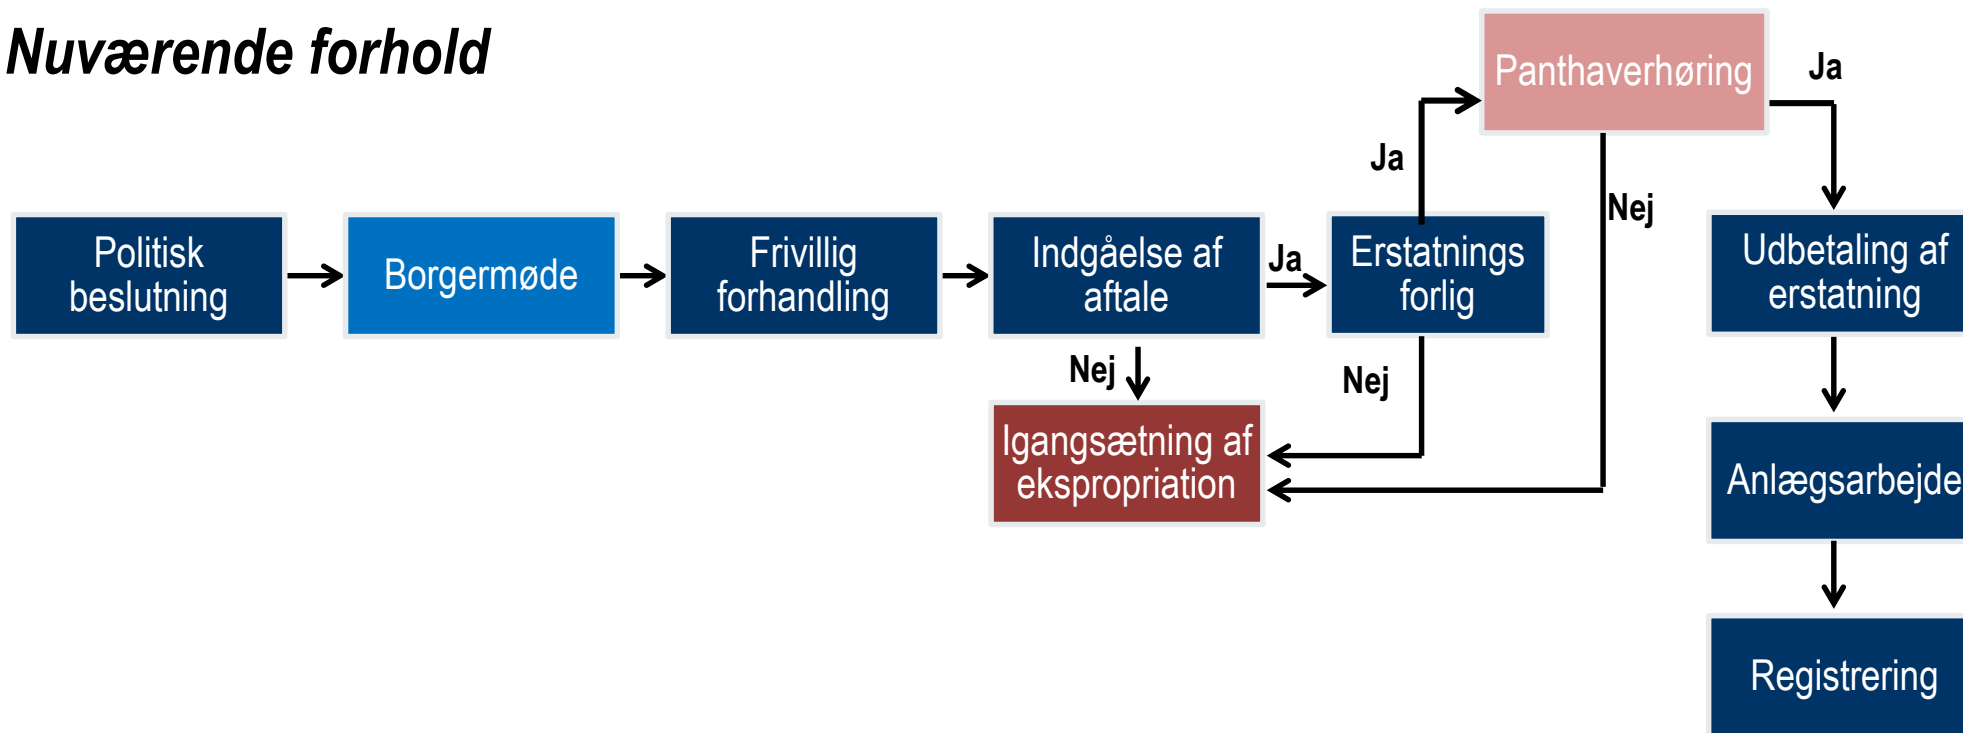 Nuværende forhold
Panthaverhøring
Ja
Ja
Nej
Politisk
beslutning
Borgermøde
Frivillig
forhandling
Indgåelse af
aftale
Ja
Erstatnings
forlig
Udbetaling af
erstatning
Nej
Nej
Igangsætning af
ekspropriation
Anlægsarbejde
Registrering